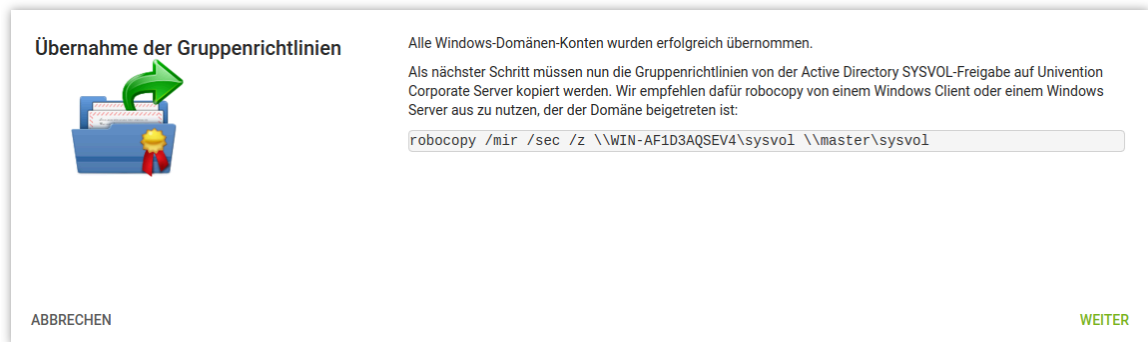 Übernahme der Gruppenrichtlinien
Alle Windows-Domänen-Konten wurden erfolgreich übernommen.
Als nächster Schritt müssen nun die Gruppenrichtlinien von der Active Directory SYSVOL-Freigabe auf Univention
Corporate Server kopiert werden. Wir empfehlen dafür robocopy von einem Windows Client oder einem Windows
Server aus zu nutzen, der der Domäne beigetreten ist:
robocopy /mir /sec /z \\WIN-AF1D3AQSEV4\sysvol \\master\sysvol
ABBRECHEN
WEITER